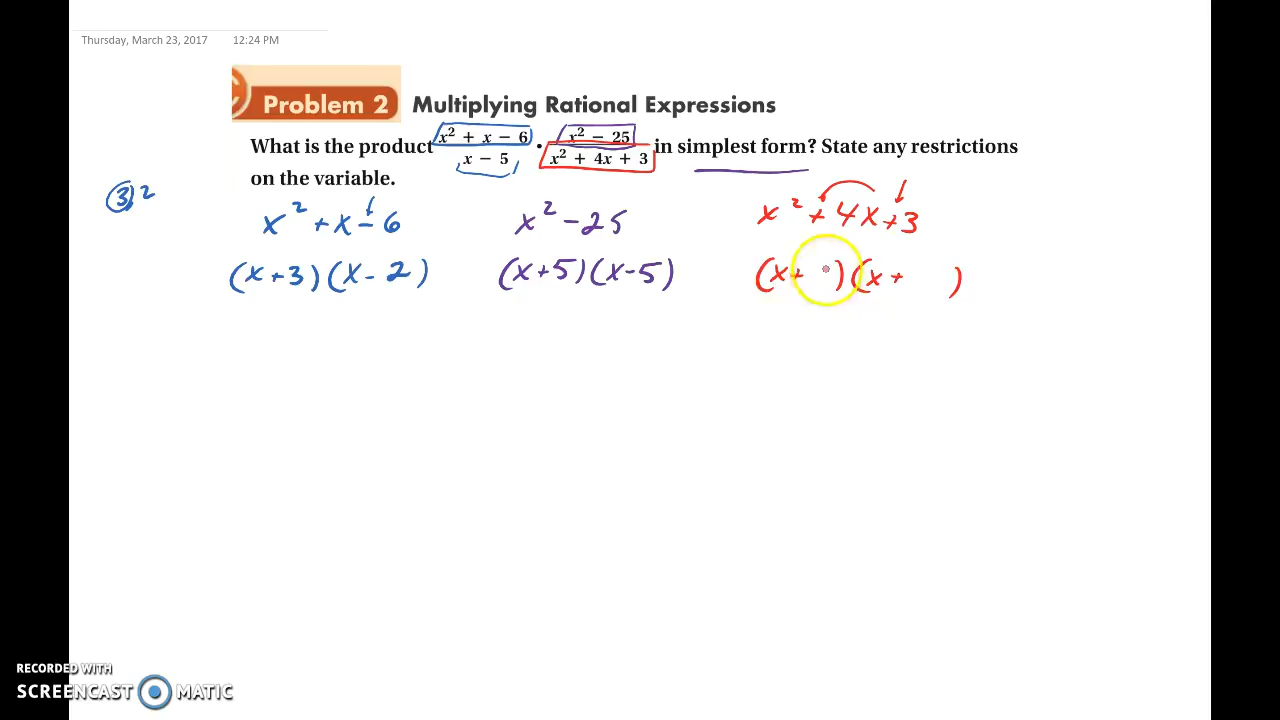 Thursday, March 23, 2017 12:24 PM
Problem 2 Multiplying Rational Expressions
What is the product (x² + x − 6)/(x − 5) · (x² − 25)/(x² + 4x + 3) in simplest form? State any restrictions
on the variable.
3) 2
x² + x − 6 x² − 25 x² + 4x + 3
(x + 3)(x − 2) (x + 5)(x − 5) (x + )(x + )
RECORDED WITH
SCREENCAST MATIC